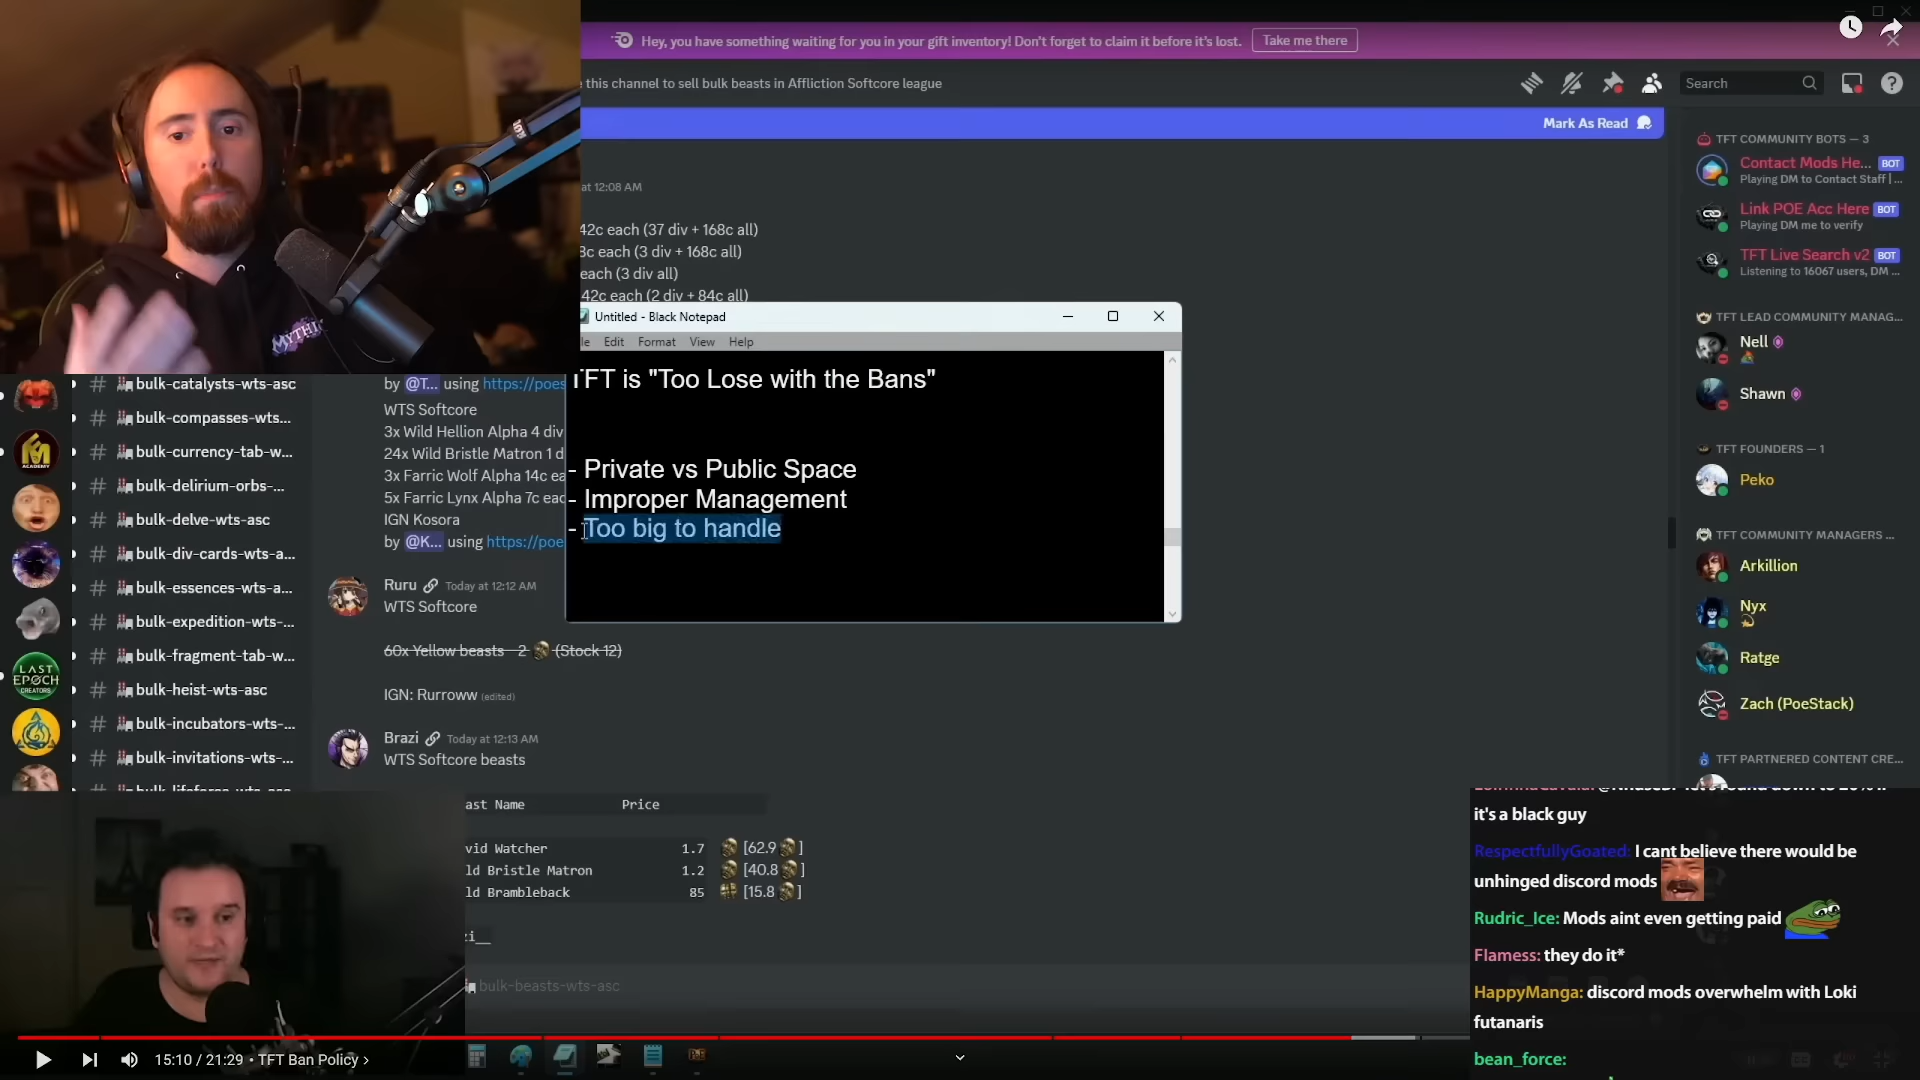 Hey, you have something waiting for you in your gift inventory! Don't forget to claim it before it's lost.
Take me there
this channel to sell bulk beasts in Affliction Softcore league
Search
Mark As Read
at 12:08 AM
42c each (37 div + 168c all)
8c each (3 div + 168c all)
each (3 div all)
42c each (2 div + 84c all)
Untitled - Black Notepad
Edit Format View Help
TFT is "Too Lose with the Bans"
- Private vs Public Space
- Improper Management
- Too big to handle
MYTHIC
bulk-catalysts-wts-asc
bulk-compasses-wts...
bulk-currency-tab-w...
bulk-delirium-orbs-...
bulk-delve-wts-asc
bulk-div-cards-wts-a...
bulk-essences-wts-a...
bulk-expedition-wts-...
bulk-fragment-tab-w...
bulk-heist-wts-asc
bulk-incubators-wts-...
bulk-invitations-wts-...
ACADEMY
LAST
EPOCH
CREATORS
by @T... using https://poes
WTS Softcore
3x Wild Hellion Alpha 4 div
24x Wild Bristle Matron 1 d
3x Farric Wolf Alpha 14c ea
5x Farric Lynx Alpha 7c eac
IGN Kosora
by @K... using https://poe
Ruru Today at 12:12 AM
WTS Softcore
60x Yellow beasts 2 (Stock 12)
IGN: Rurroww (edited)
Brazi Today at 12:13 AM
WTS Softcore beasts
ast Name Price
vid Watcher 1.7 [62.9 ]
ld Bristle Matron 1.2 [40.8 ]
ld Brambleback 85 [15.8 ]
zi__
bulk-beasts-wts-asc
TFT COMMUNITY BOTS — 3
Contact Mods He... BOT
Playing DM to Contact Staff | ...
Link POE Acc Here BOT
Playing DM me to verify
TFT Live Search v2 BOT
Listening to 16067 users, DM ...
TFT LEAD COMMUNITY MANAG...
Nell
Shawn
TFT FOUNDERS — 1
Peko
TFT COMMUNITY MANAGERS ...
Arkillion
Nyx
Ratge
Zach (PoeStack)
TFT PARTNERED CONTENT CRE...
it's a black guy
RespectfullyGoated: I cant believe there would be
unhinged discord mods
Rudric_Ice: Mods aint even getting paid
Flamess: they do it*
HappyManga: discord mods overwhelm with Loki
futanaris
bean_force:
15:10 / 21:29 • TFT Ban Policy ›